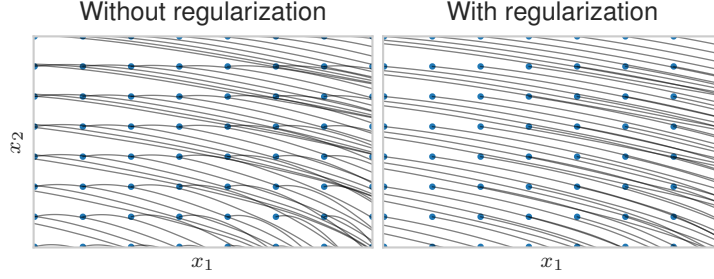 Without regularization
With regularization
x₂
x₁
x₁